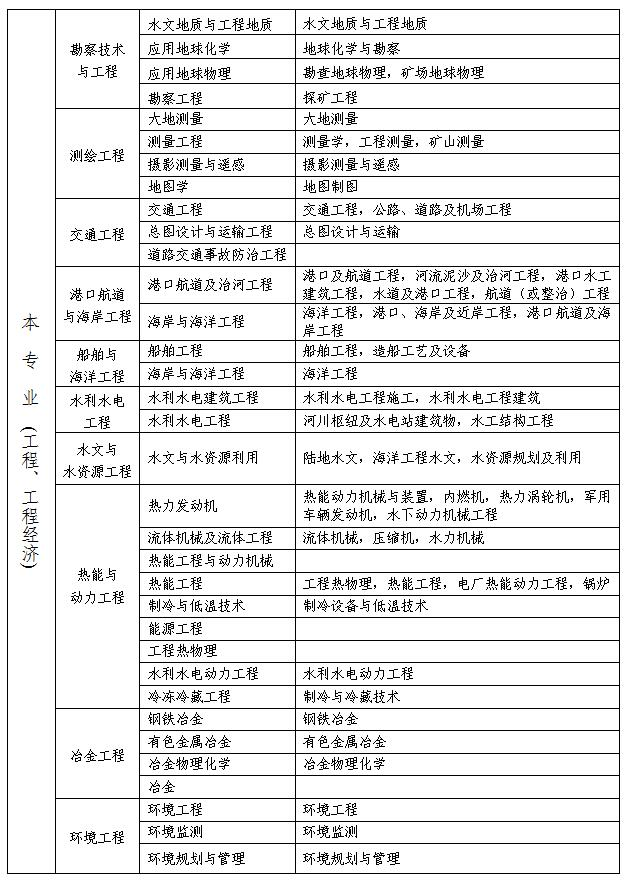 本专业(工程、工程经济)
勘察技术
与工程
水文地质与工程地质 水文地质与工程地质
应用地球化学 地球化学与勘察
应用地球物理 勘查地球物理，矿场地球物理
勘察工程 探矿工程
测绘工程
大地测量 大地测量
测量工程 测量学，工程测量，矿山测量
摄影测量与遥感 摄影测量与遥感
地图学 地图制图
交通工程
交通工程 交通工程，公路、道路及机场工程
总图设计与运输工程 总图设计与运输
道路交通事故防治工程
港口航道
与海岸工程
港口航道及治河工程 港口及航道工程，河流泥沙及治河工程，港口水工
建筑工程，水道及港口工程，航道（或整治）工程
海岸与海洋工程 海洋工程，港口、海岸及近岸工程，港口航道及海
岸工程
船舶与
海洋工程
船舶工程 船舶工程，造船工艺及设备
海岸与海洋工程 海洋工程
水利水电
工程
水利水电建筑工程 水利水电工程施工，水利水电工程建筑
水利水电工程 河川枢纽及水电站建筑物，水工结构工程
水文与
水资源工程
水文与水资源利用 陆地水文，海洋工程水文，水资源规划及利用
热能与
动力工程
热力发动机 热能动力机械与装置，内燃机，热力涡轮机，军用
车辆发动机，水下动力机械工程
流体机械及流体工程 流体机械，压缩机，水力机械
热能工程与动力机械
热能工程 工程热物理，热能工程，电厂热能动力工程，锅炉
制冷与低温技术 制冷设备与低温技术
能源工程
工程热物理
水利水电动力工程 水利水电动力工程
冷冻冷藏工程 制冷与冷藏技术
冶金工程
钢铁冶金 钢铁冶金
有色金属冶金 有色金属冶金
冶金物理化学 冶金物理化学
冶金
环境工程
环境工程 环境工程
环境监测 环境监测
环境规划与管理 环境规划与管理